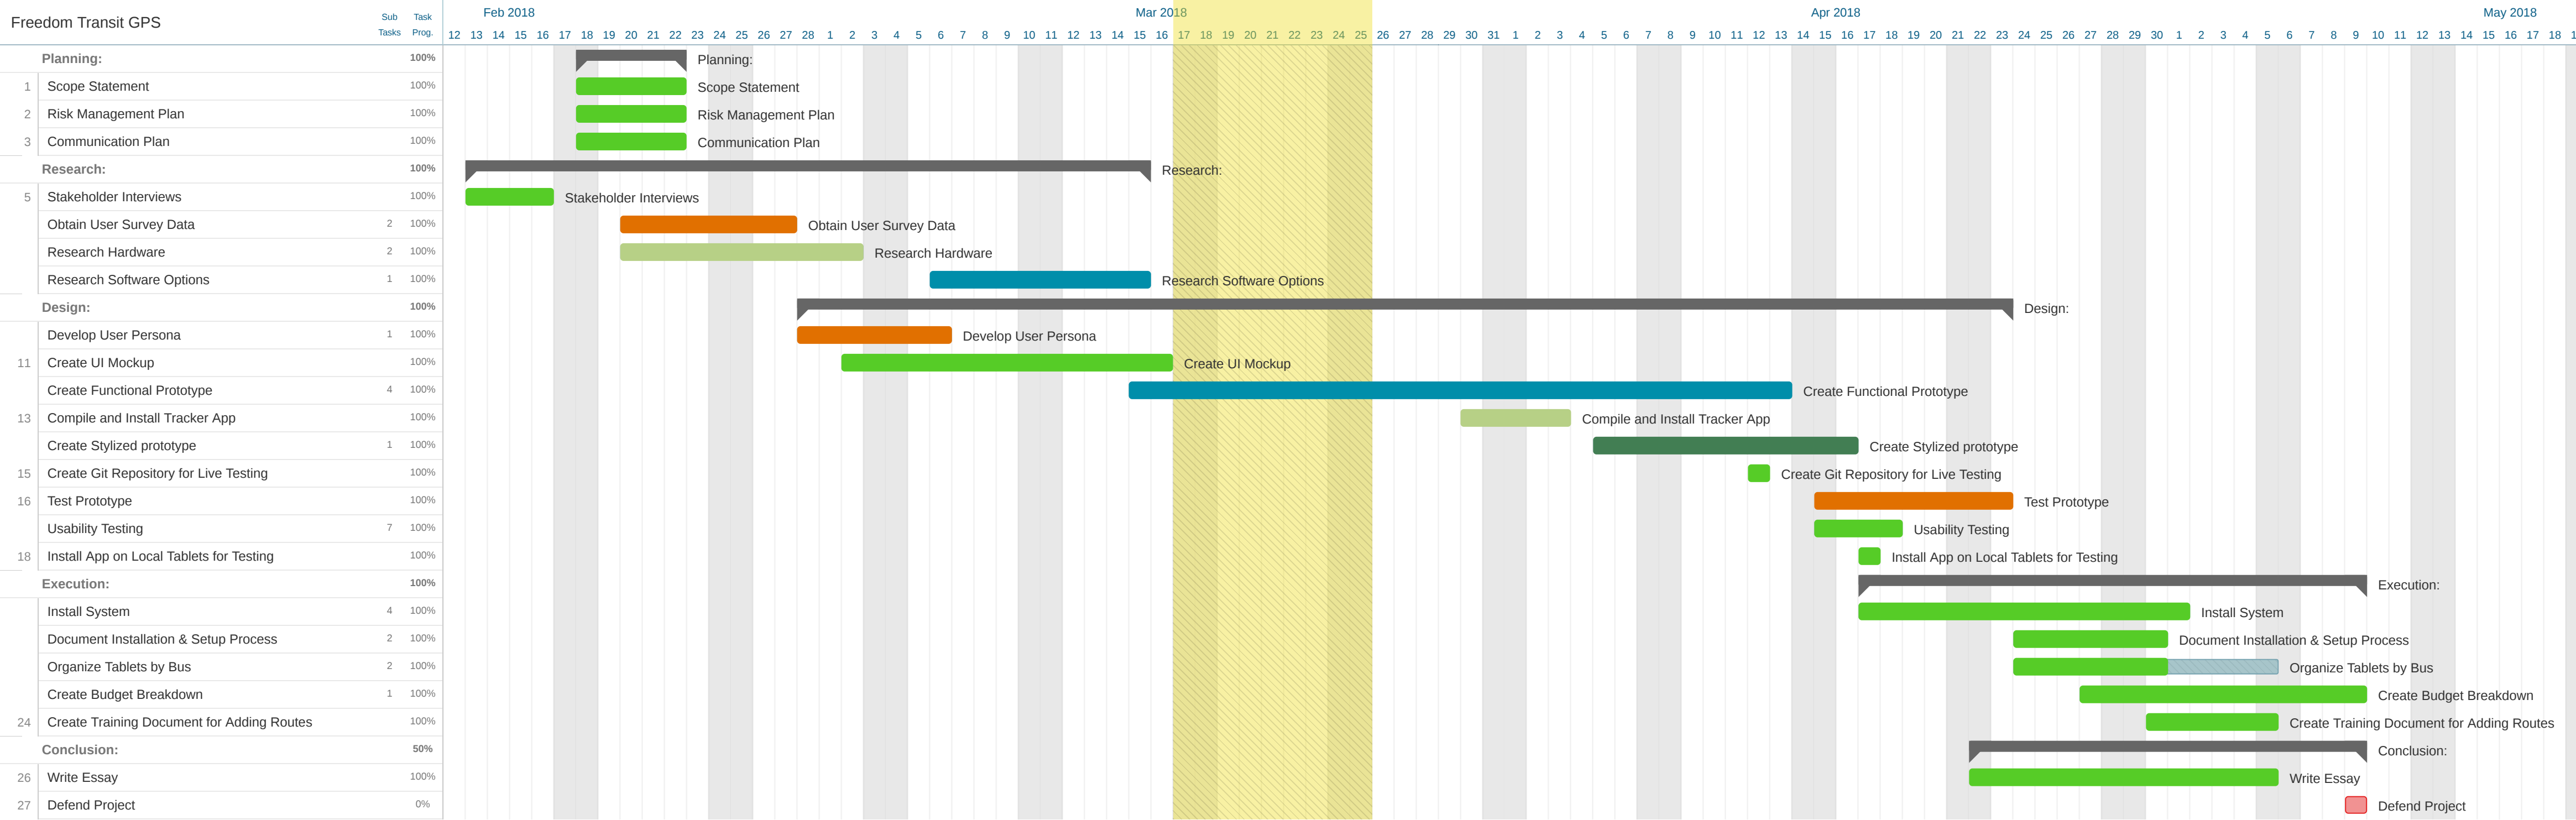 Freedom Transit GPS Sub Tasks Task Prog.
Feb 2018 Mar 2018 Apr 2018 May 2018
12 13 14 15 16 17 18 19 20 21 22 23 24 25 26 27 28 1 2 3 4 5 6 7 8 9 10 11 12 13 14 15 16 17 18 19 20 21 22 23 24 25 26 27 28 29 30 31 1 2 3 4 5 6 7 8 9 10 11 12 13 14 15 16 17 18 19 20 21 22 23 24 25 26 27 28 29 30 1 2 3 4 5 6 7 8 9 10 11 12 13 14 15 16 17 18 1
Planning: 100% Planning:
1 Scope Statement 100% Scope Statement
2 Risk Management Plan 100% Risk Management Plan
3 Communication Plan 100% Communication Plan
Research: 100% Research:
5 Stakeholder Interviews 100% Stakeholder Interviews
Obtain User Survey Data 2 100% Obtain User Survey Data
Research Hardware 2 100% Research Hardware
Research Software Options 1 100% Research Software Options
Design: 100% Design:
Develop User Persona 1 100% Develop User Persona
11 Create UI Mockup 100% Create UI Mockup
Create Functional Prototype 4 100% Create Functional Prototype
13 Compile and Install Tracker App 100% Compile and Install Tracker App
Create Stylized prototype 1 100% Create Stylized prototype
15 Create Git Repository for Live Testing 100% Create Git Repository for Live Testing
16 Test Prototype 100% Test Prototype
Usability Testing 7 100% Usability Testing
18 Install App on Local Tablets for Testing 100% Install App on Local Tablets for Testing
Execution: 100% Execution:
Install System 4 100% Install System
Document Installation & Setup Process 2 100% Document Installation & Setup Process
Organize Tablets by Bus 2 100% Organize Tablets by Bus
Create Budget Breakdown 1 100% Create Budget Breakdown
24 Create Training Document for Adding Routes 100% Create Training Document for Adding Routes
Conclusion: 50% Conclusion:
26 Write Essay 100% Write Essay
27 Defend Project 0% Defend Project